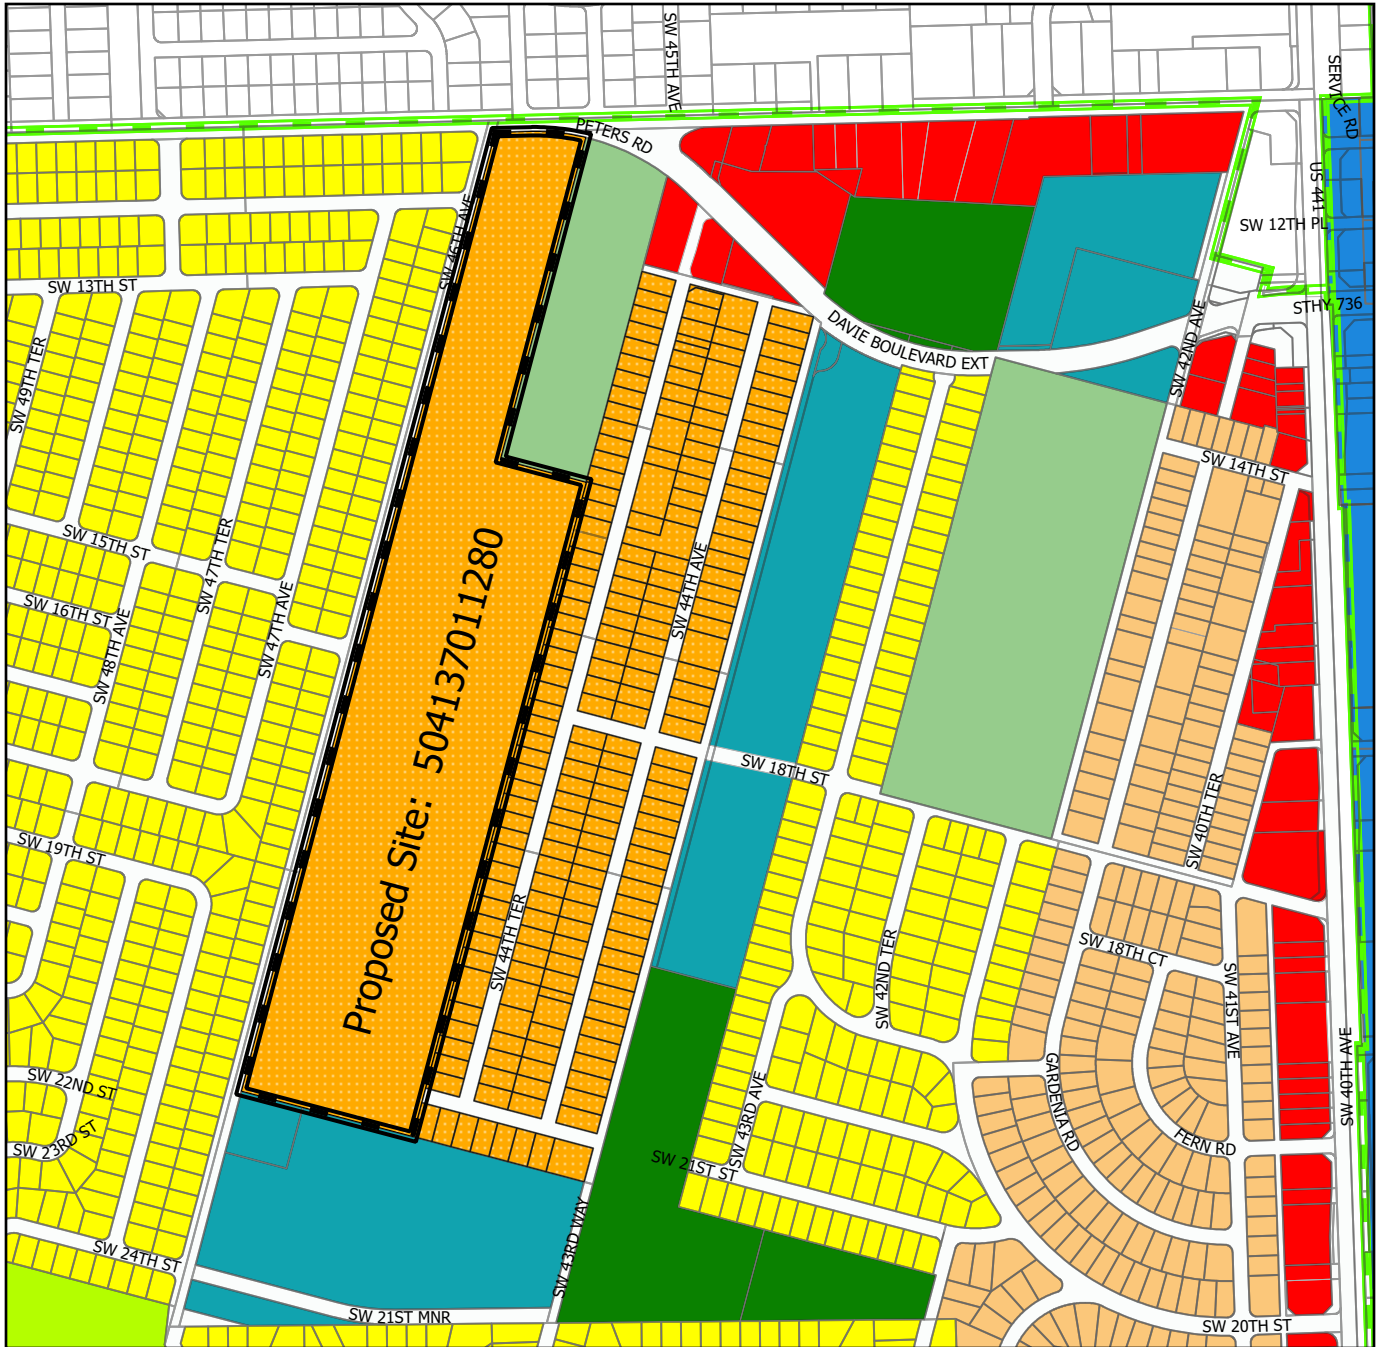 SW 45TH AVE
SERVICE RD
PETERS RD
US 441
SW 12TH PL
SW 46TH AVE
SW 13TH ST
STHY 736
DAVIE BOULEVARD EXT
SW 42ND AVE
SW 49TH TER
SW 14TH ST
SW 15TH ST
SW 47TH TER
SW 44TH AVE
SW 16TH ST
SW 48TH AVE
SW 47TH AVE
Proposed Site: 504137011280
SW 18TH ST
SW 40TH TER
SW 19TH ST
SW 44TH TER
SW 42ND TER
SW 18TH CT
SW 41ST AVE
SW 40TH AVE
SW 22ND ST
SW 43RD AVE
GARDENIA RD
FERN RD
SW 23RD ST
SW 21ST ST
SW 43RD WAY
SW 24TH ST
SW 21ST MNR
SW 20TH ST